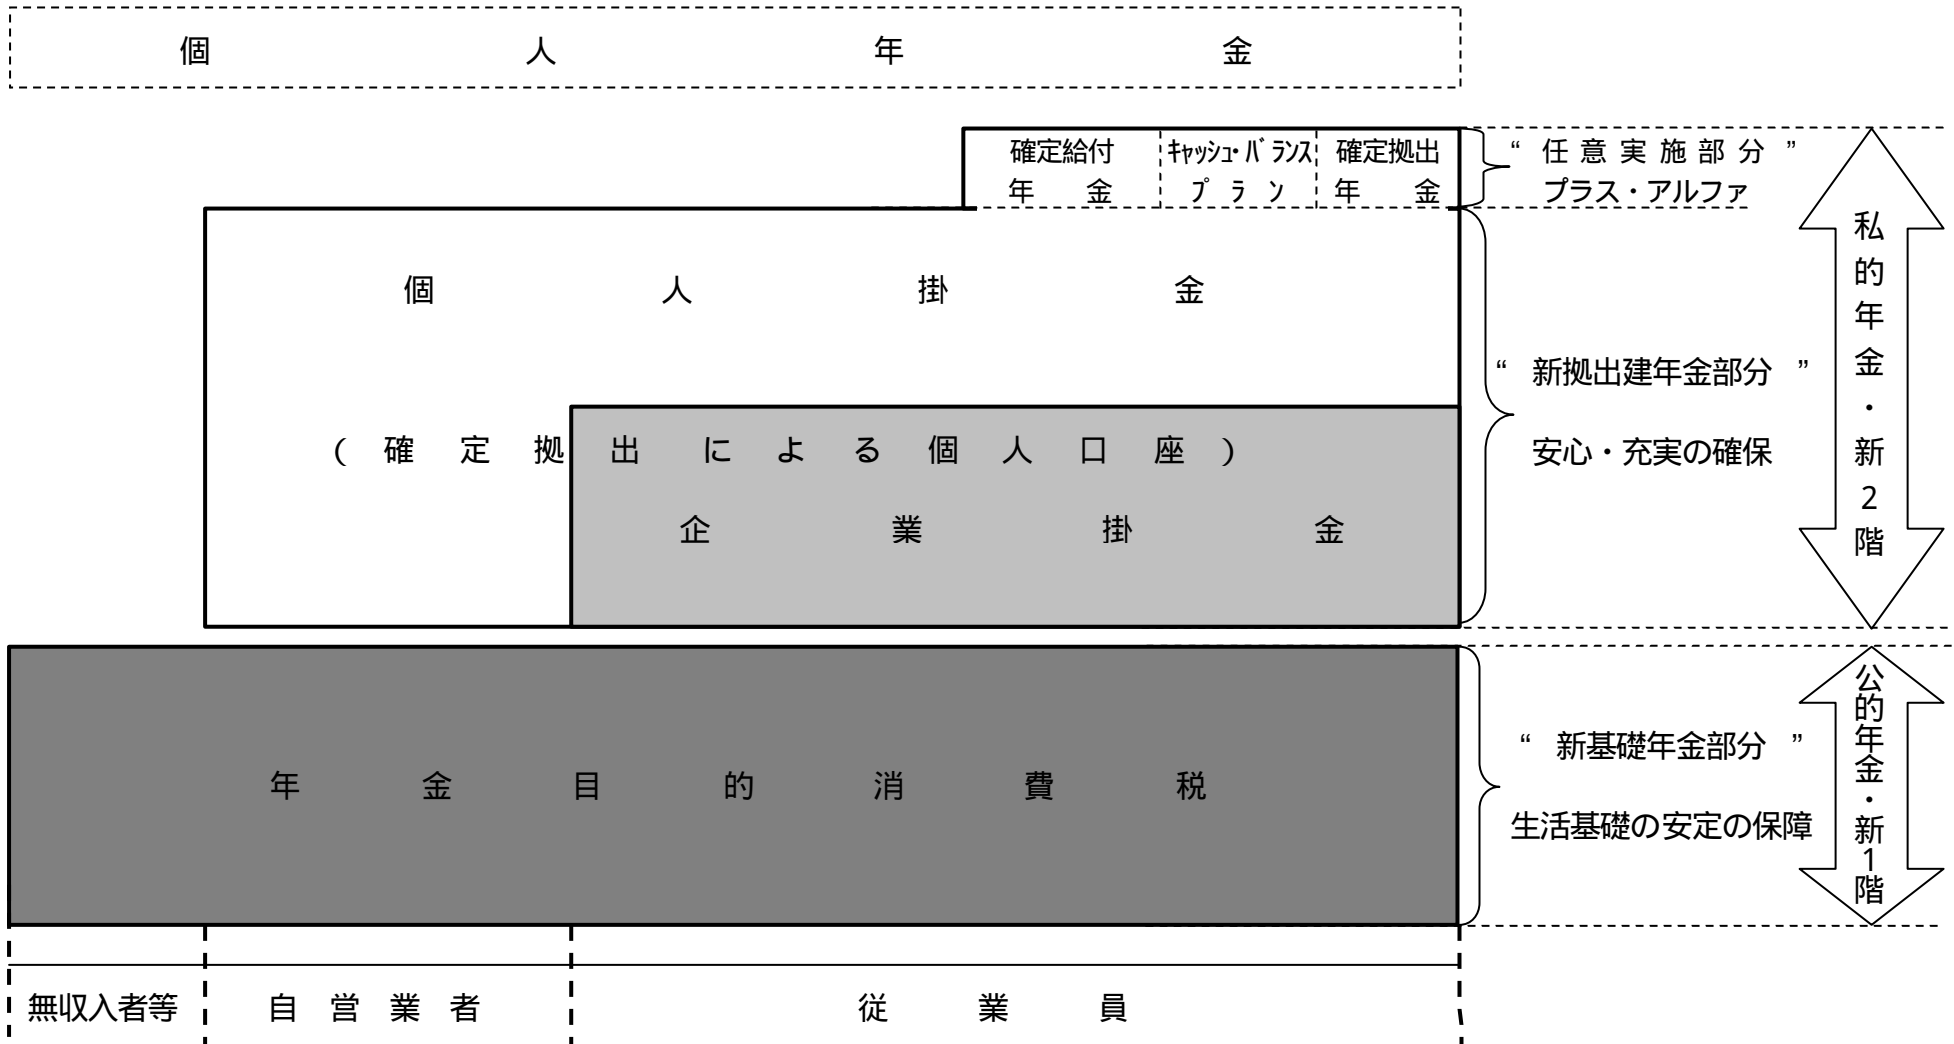 個人年金
確定給付
年金
キャッシュ・バランス
プラン
確定拠出
年金
“任意実施部分”
プラス・アルファ
個人掛金
(確定拠出による個人口座)
企業掛金
“新拠出建年金部分”
安心・充実の確保
私的年金・新2階
年金目的消費税
“新基礎年金部分”
生活基礎の安定の保障
公的年金・新1階
無収入者等
自営業者
従業員